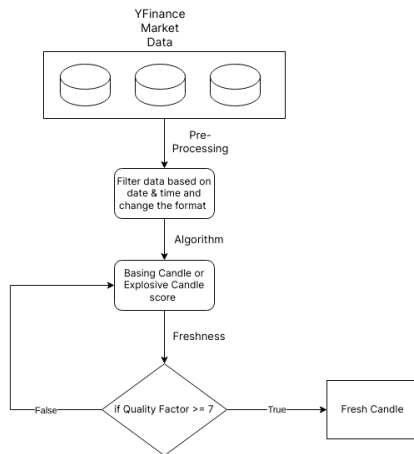 YFinance
Market
Data
Pre-
Processing
Filter data based on
date & time and
change the format
Algorithm
Basing Candle or
Explosive Candle
score
Freshness
if Quality Factor >= 7
False
True
Fresh Candle